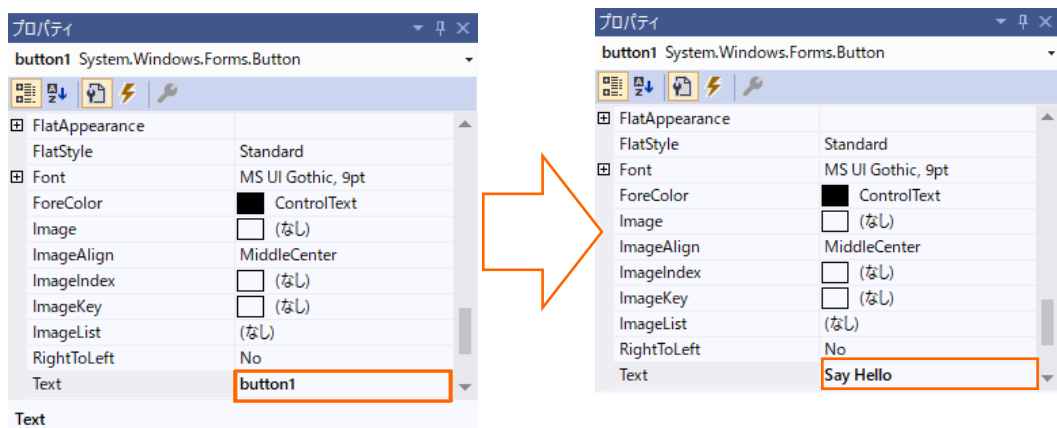 プロパティ
button1 System.Windows.Forms.Button
FlatAppearance
FlatStyle Standard
Font MS UI Gothic, 9pt
ForeColor ControlText
Image (なし)
ImageAlign MiddleCenter
ImageIndex (なし)
ImageKey (なし)
ImageList (なし)
RightToLeft No
Text button1
Text
プロパティ
button1 System.Windows.Forms.Button
FlatAppearance
FlatStyle Standard
Font MS UI Gothic, 9pt
ForeColor ControlText
Image (なし)
ImageAlign MiddleCenter
ImageIndex (なし)
ImageKey (なし)
ImageList (なし)
RightToLeft No
Text Say Hello